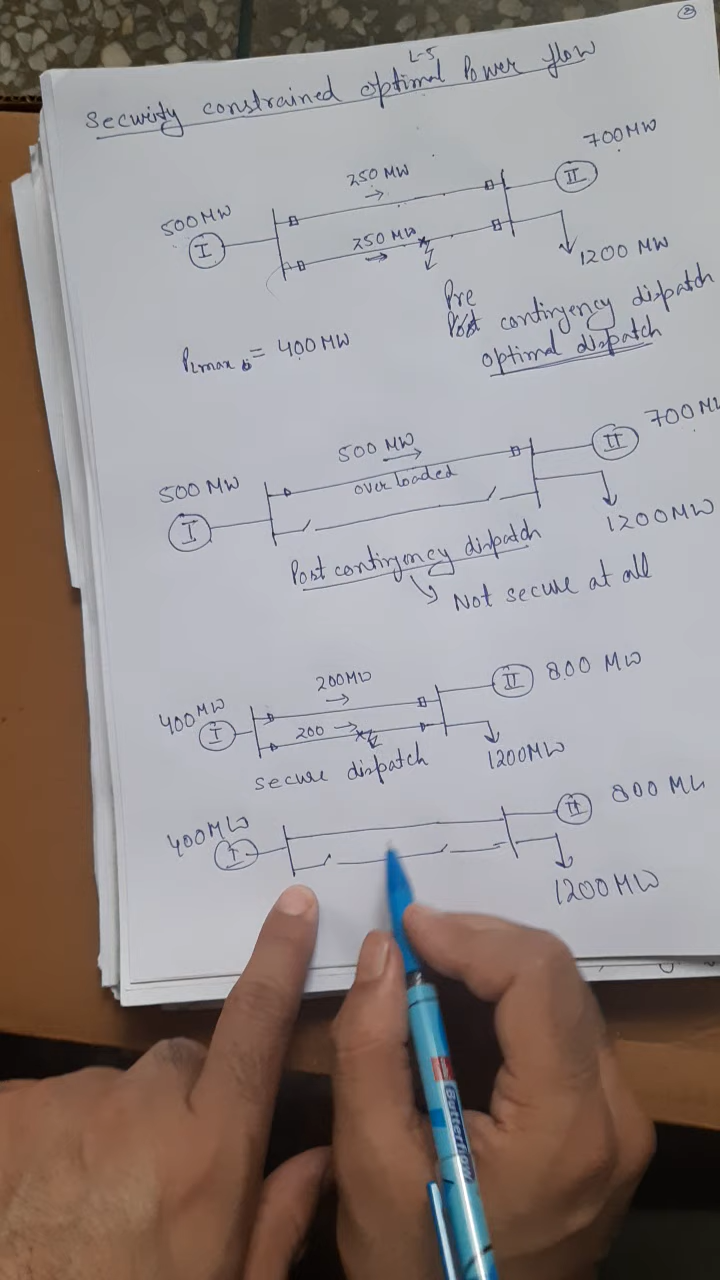 ③
L-5
Security constrained optimal Power flow
700 MW
250 MW
II
500 MW
I
250 MW
1200 MW
Pre
Post contingency dispatch
optimal dispatch
PLmax = 400 MW
700 MW
500 MW
II
500 MW
over loaded
I
1200 MW
Post contingency dispatch
Not secure at all
200 MW
II
800 MW
400 MW
I
200
1200 MW
secure dispatch
800 MW
400 MW
II
I
1200 MW
Butterflow